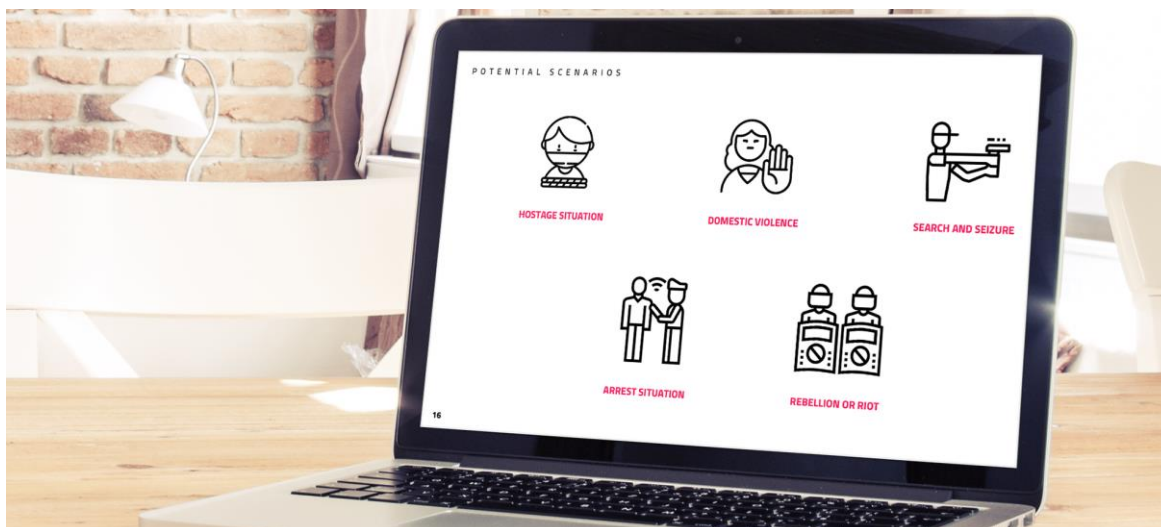 POTENTIAL SCENARIOS
HOSTAGE SITUATION
DOMESTIC VIOLENCE
SEARCH AND SEIZURE
ARREST SITUATION
REBELLION OR RIOT
16